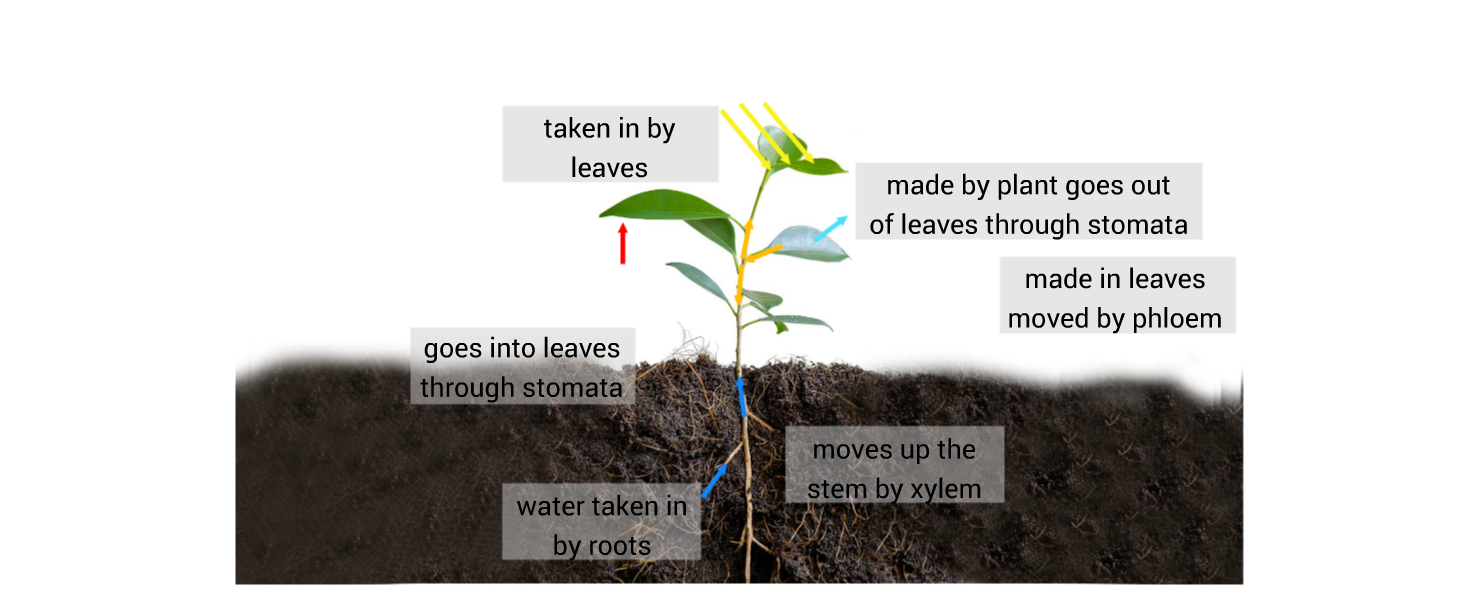 taken in by
leaves
made by plant goes out
of leaves through stomata
made in leaves
moved by phloem
goes into leaves
through stomata
moves up the
stem by xylem
water taken in
by roots